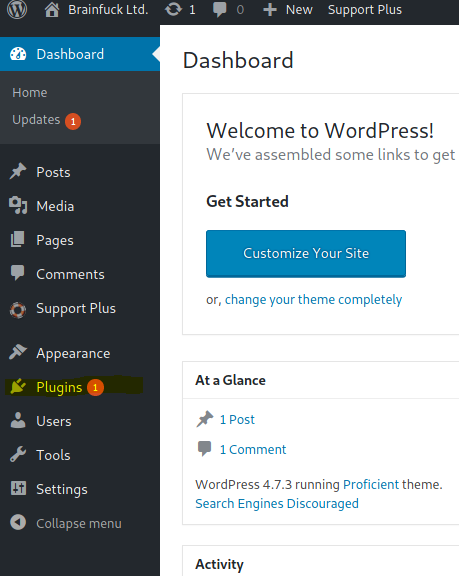 Brainfuck Ltd. 1 0 New Support Plus
Dashboard
Home
Updates 1
Posts
Media
Pages
Comments
Support Plus
Appearance
Plugins 1
Users
Tools
Settings
Collapse menu
Dashboard
Welcome to WordPress!
We've assembled some links to get
Get Started
Customize Your Site
or, change your theme completely
At a Glance
1 Post
1 Comment
WordPress 4.7.3 running Proficient theme.
Search Engines Discouraged
Activity